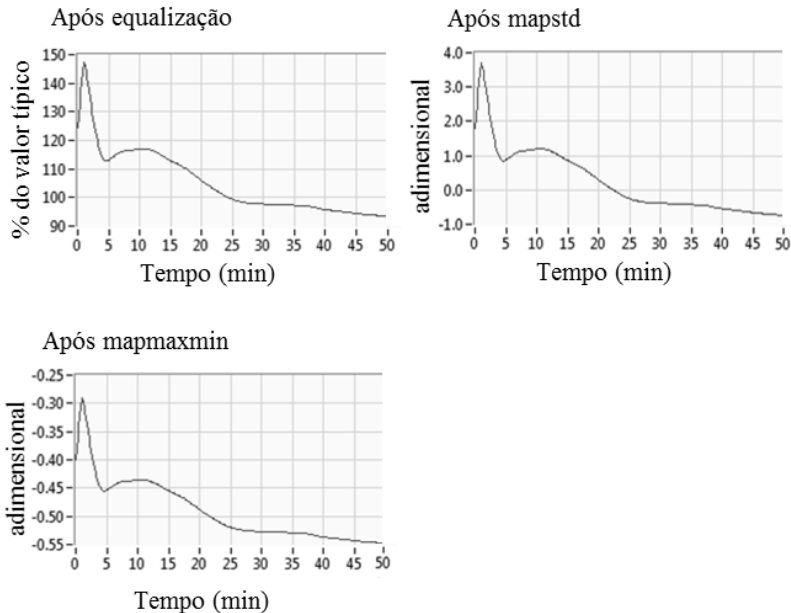 Após equalização
% do valor típico
150
140
130
120
110
100
90
0 5 10 15 20 25 30 35 40 45 50
Tempo (min)
Após mapstd
adimensional
4.0
3.0
2.0
1.0
0.0
-1.0
0 5 10 15 20 25 30 35 40 45 50
Tempo (min)
Após mapmaxmin
adimensional
-0.25
-0.30
-0.35
-0.40
-0.45
-0.50
-0.55
0 5 10 15 20 25 30 35 40 45 50
Tempo (min)